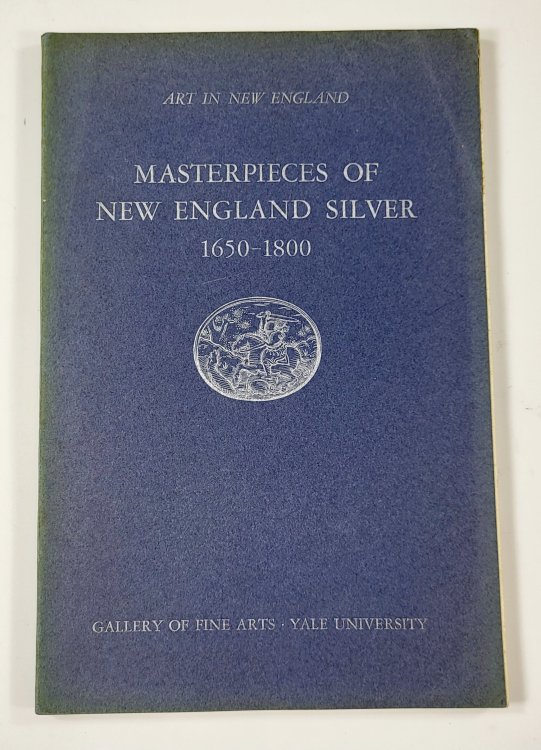 ART IN NEW ENGLAND
MASTERPIECES OF
NEW ENGLAND SILVER
1650-1800
GALLERY OF FINE ARTS · YALE UNIVERSITY